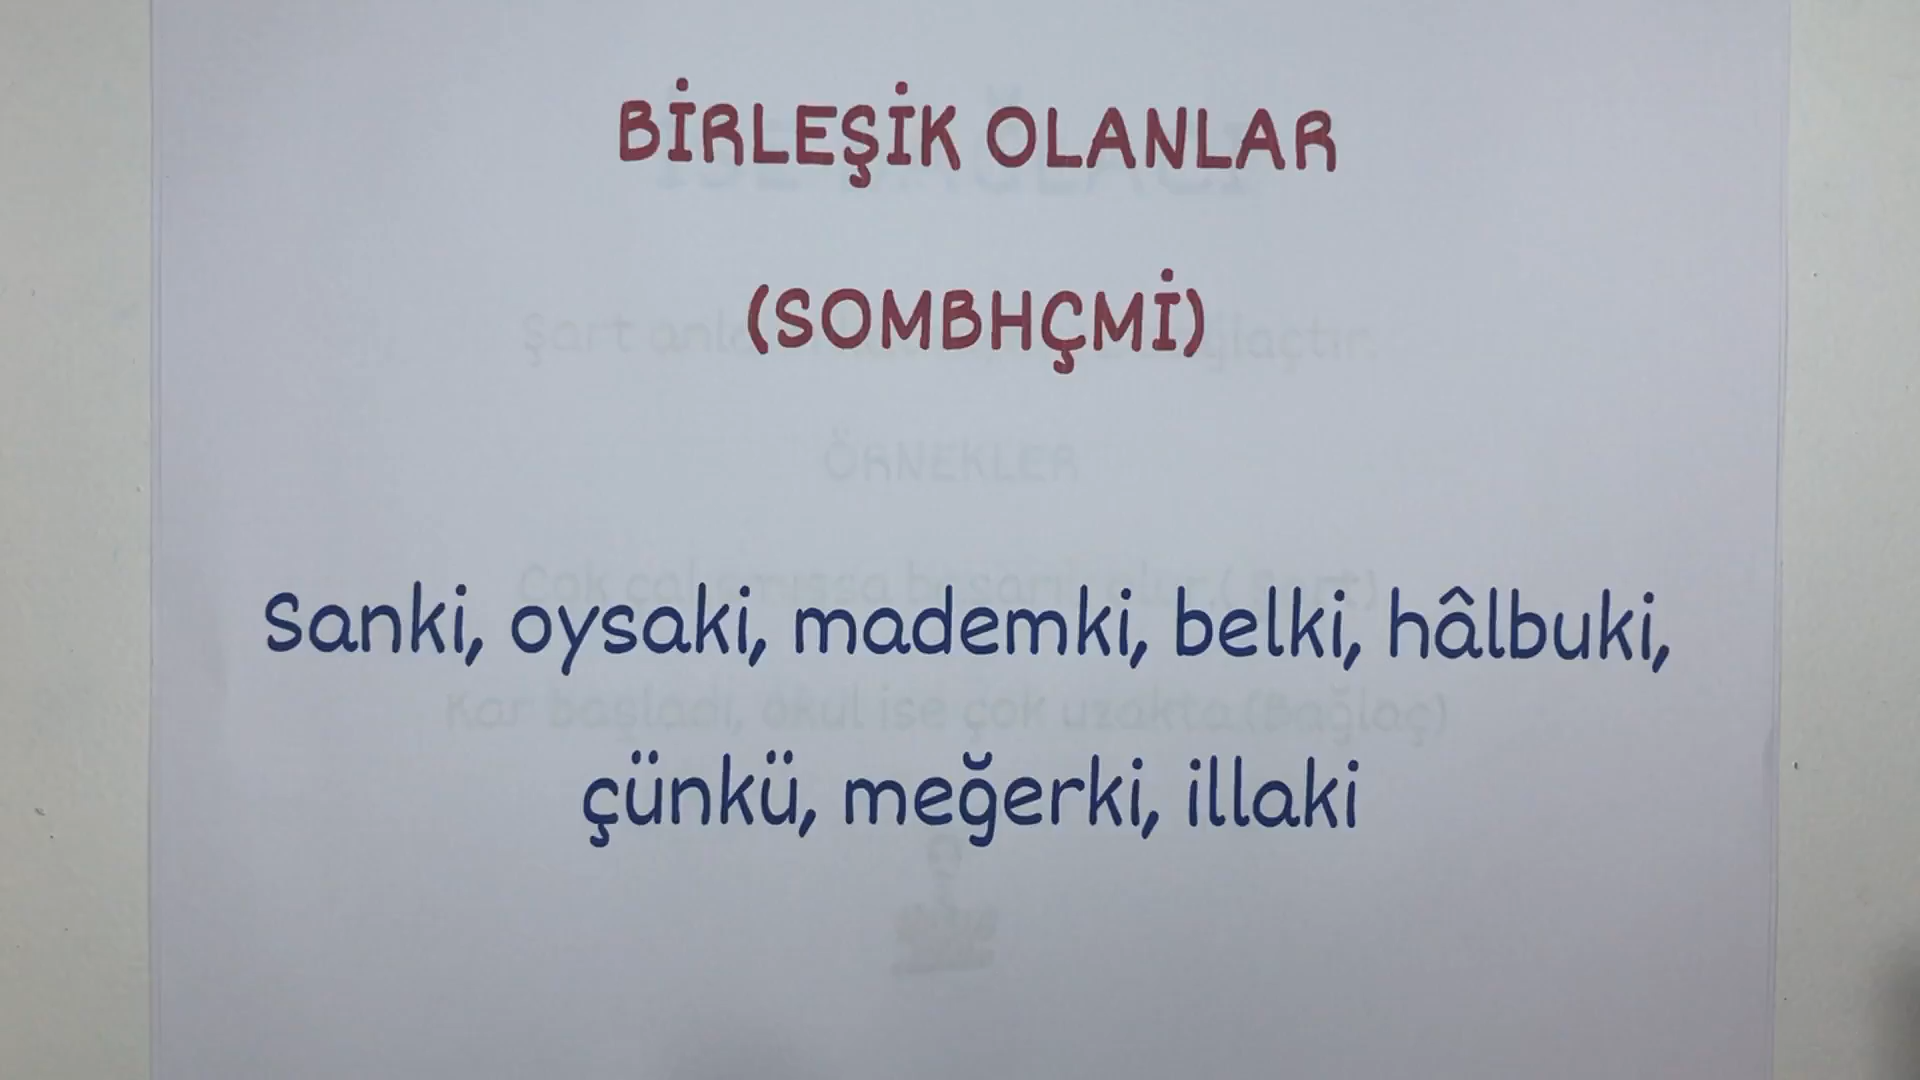 BİRLEŞİK OLANLAR
(SOMBHÇMİ)
Sanki, oysaki, mademki, belki, hâlbuki,
çünkü, meğerki, illaki